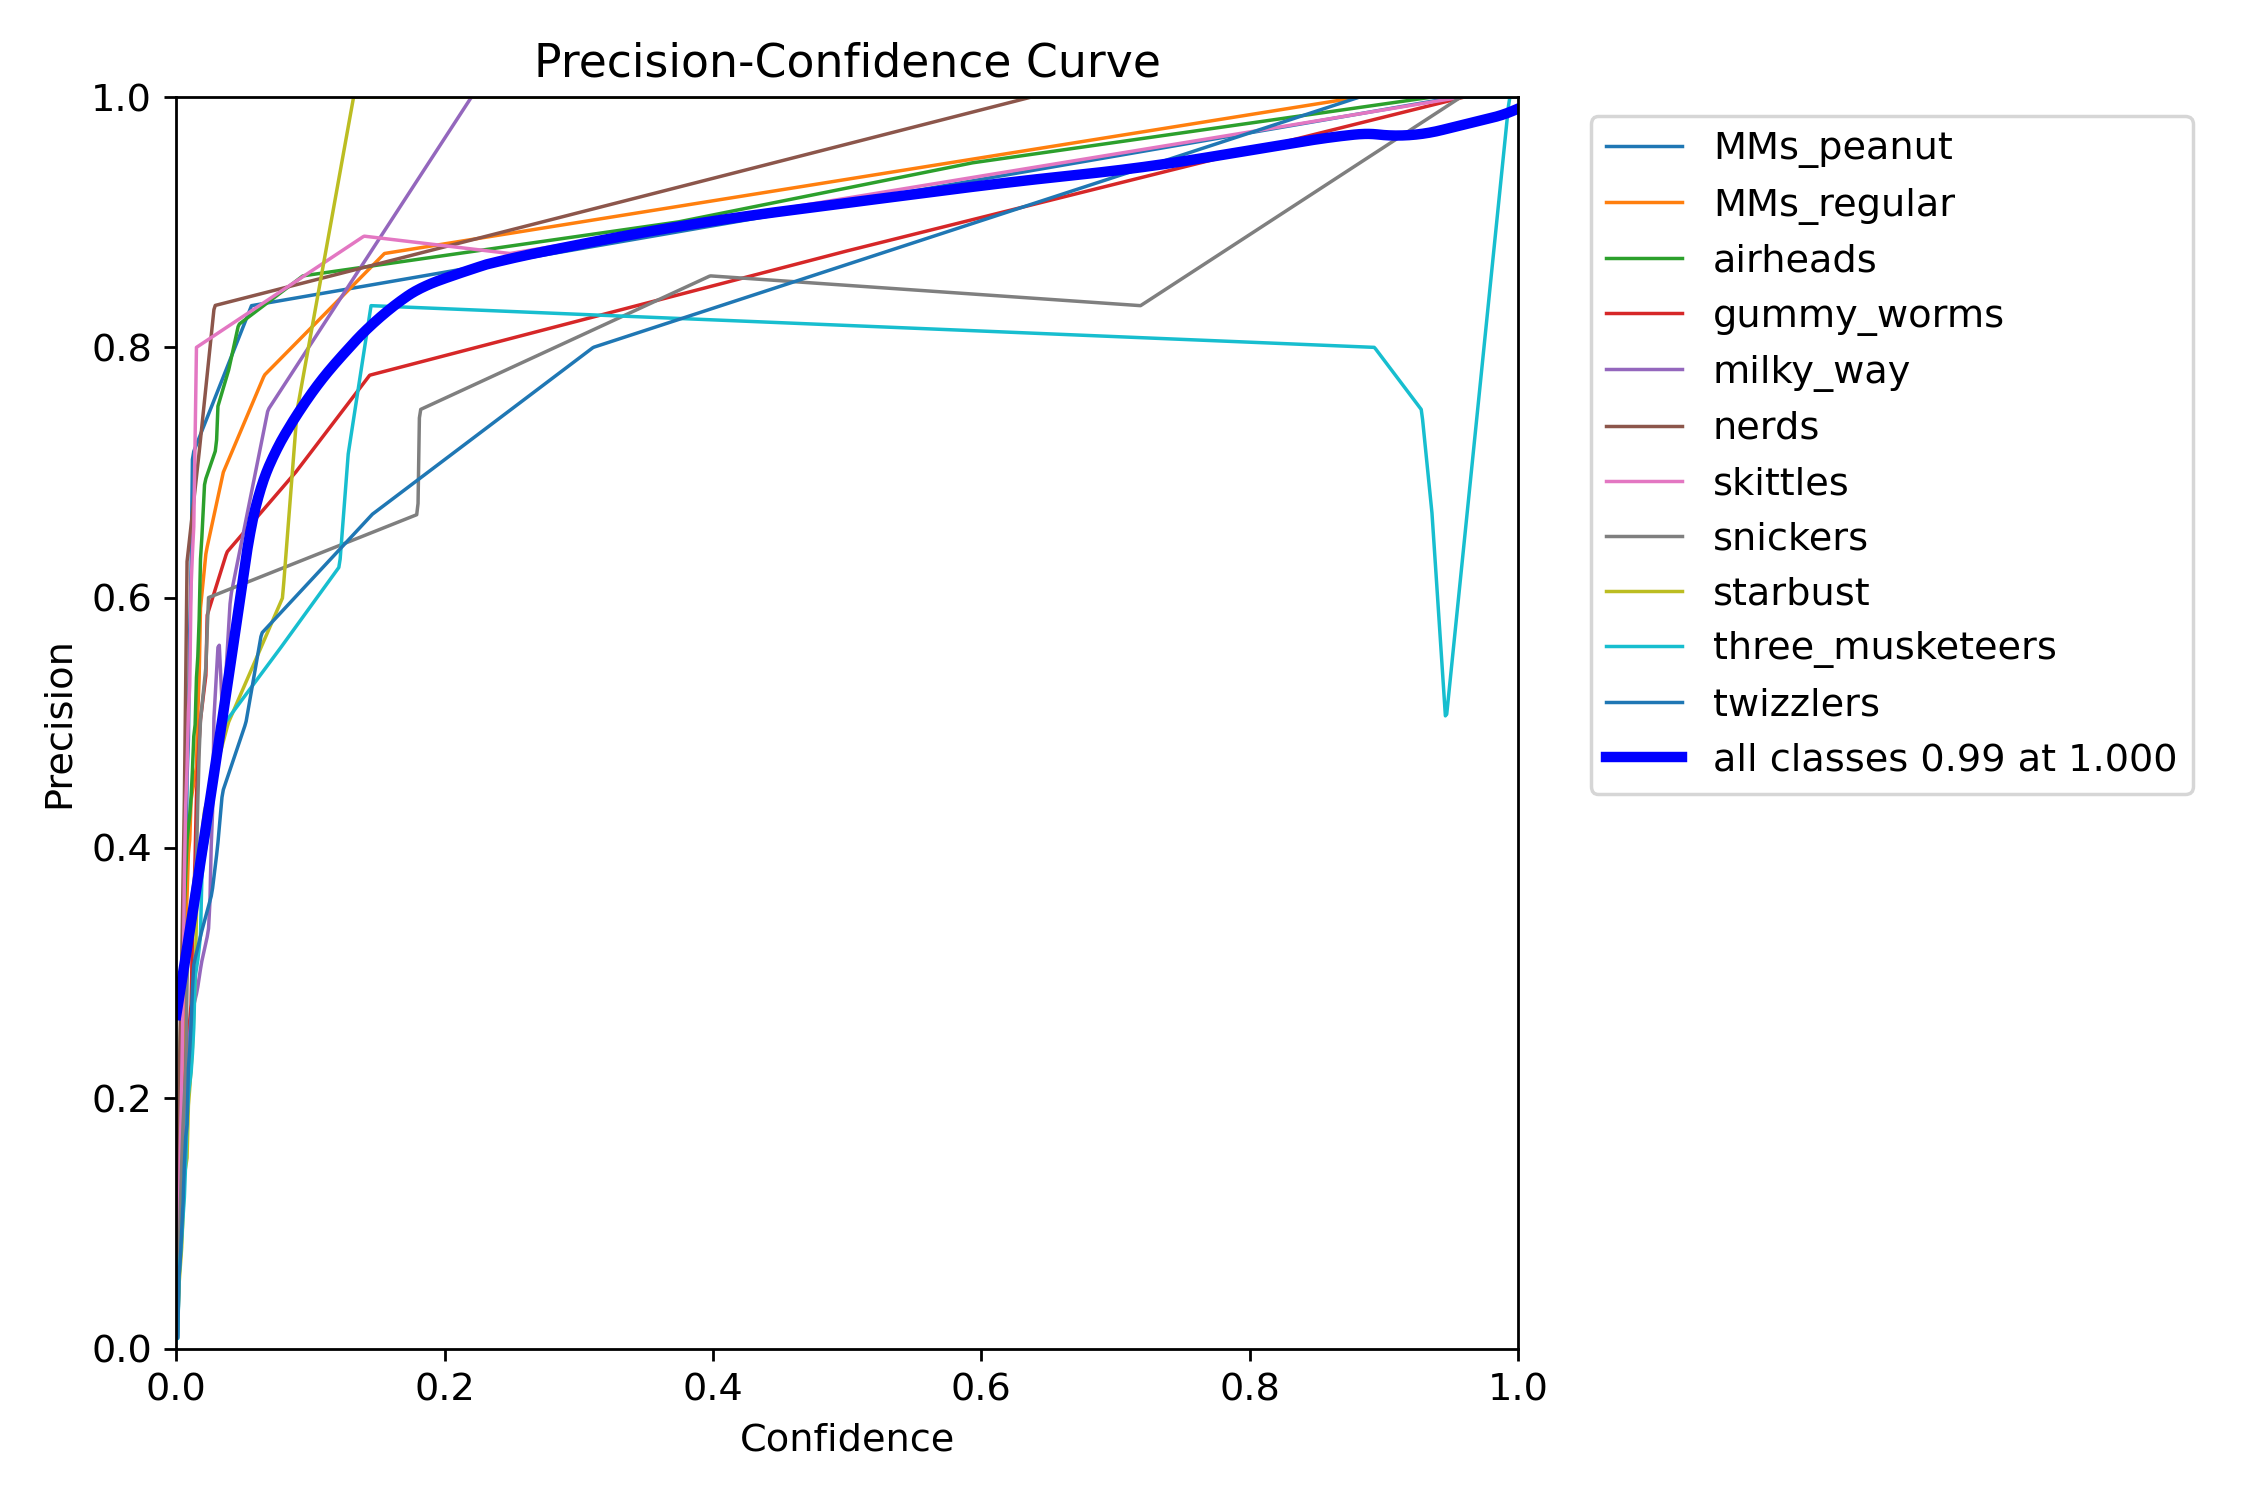 Precision-Confidence Curve
1.0
0.8
0.6
0.4
0.2
0.0
Precision
0.0 0.2 0.4 0.6 0.8 1.0
Confidence
MMs_peanut
MMs_regular
airheads
gummy_worms
milky_way
nerds
skittles
snickers
starbust
three_musketeers
twizzlers
all classes 0.99 at 1.000